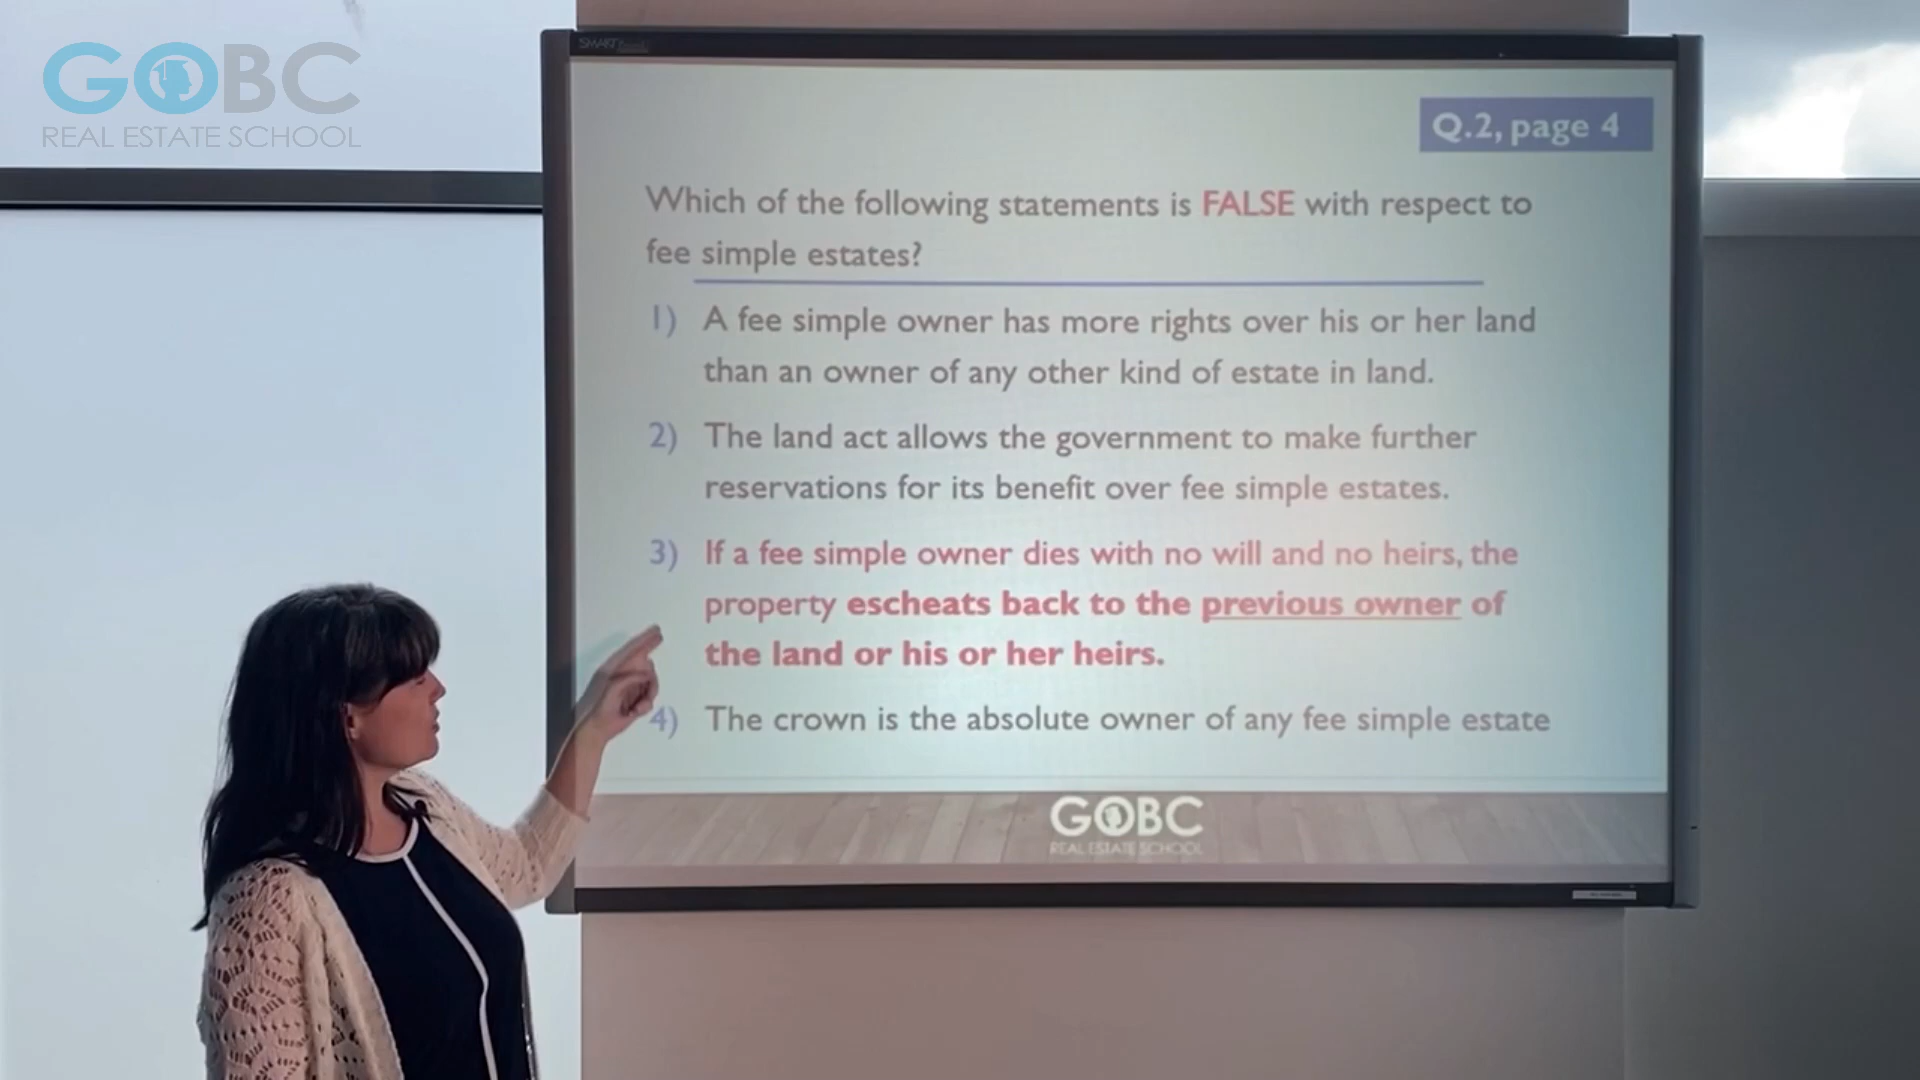 GOBC
REAL ESTATE SCHOOL
SMART
Q.2, page 4
Which of the following statements is FALSE with respect to
fee simple estates?
1) A fee simple owner has more rights over his or her land
than an owner of any other kind of estate in land.
2) The land act allows the government to make further
reservations for its benefit over fee simple estates.
3) If a fee simple owner dies with no will and no heirs, the
property escheats back to the previous owner of
the land or his or her heirs.
4) The crown is the absolute owner of any fee simple estate
GOBC
REAL ESTATE SCHOOL